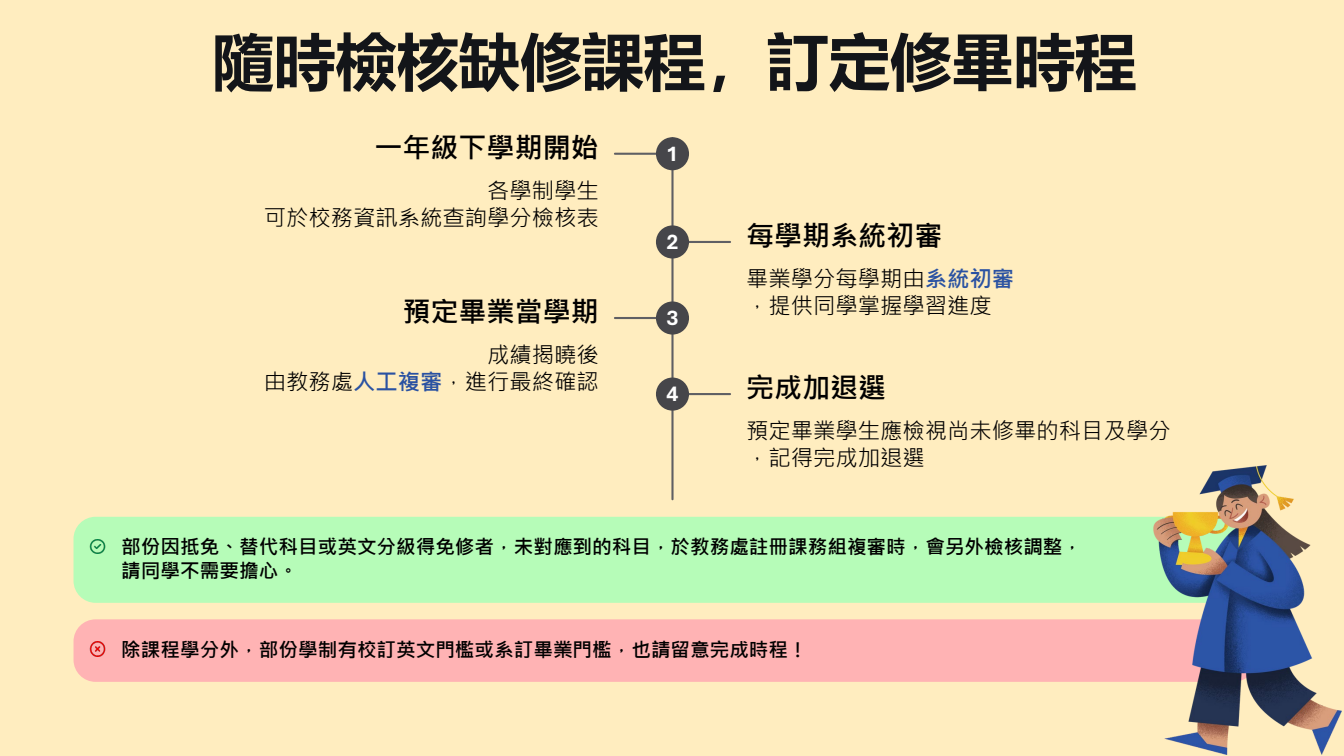 隨時檢核缺修課程，訂定修畢時程
一年級下學期開始
1
各學制學生
可於校務資訊系統查詢學分檢核表
2
每學期系統初審
畢業學分每學期由系統初審
，提供同學掌握學習進度
預定畢業當學期
3
成績揭曉後
由教務處人工複審，進行最終確認
4
完成加退選
預定畢業學生應檢視尚未修畢的科目及學分
，記得完成加退選
部份因抵免、替代科目或英文分級得免修者，未對應到的科目，於教務處註冊課務組複審時，會另外檢核調整，
請同學不需要擔心。
除課程學分外，部份學制有校訂英文門檻或系訂畢業門檻，也請留意完成時程！